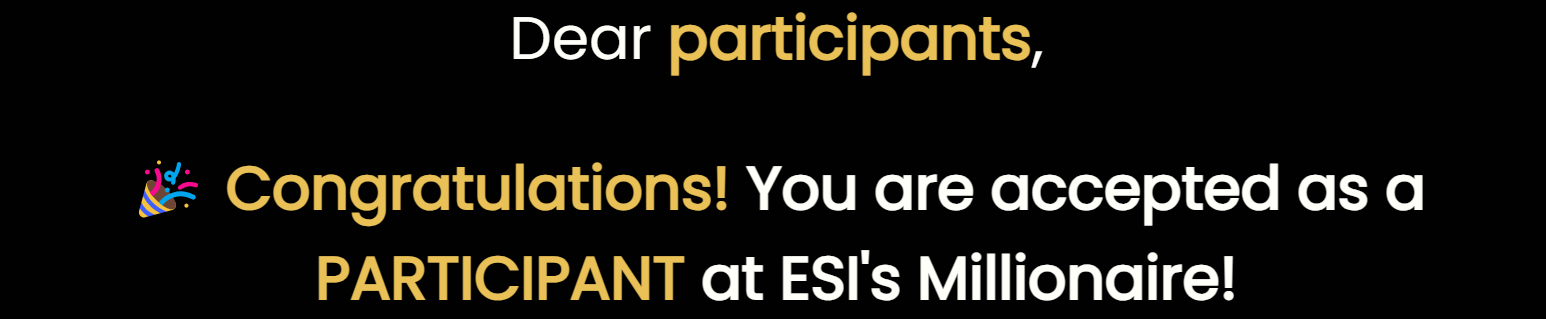 Dear participants,
🎉 Congratulations! You are accepted as a
PARTICIPANT at ESI's Millionaire!